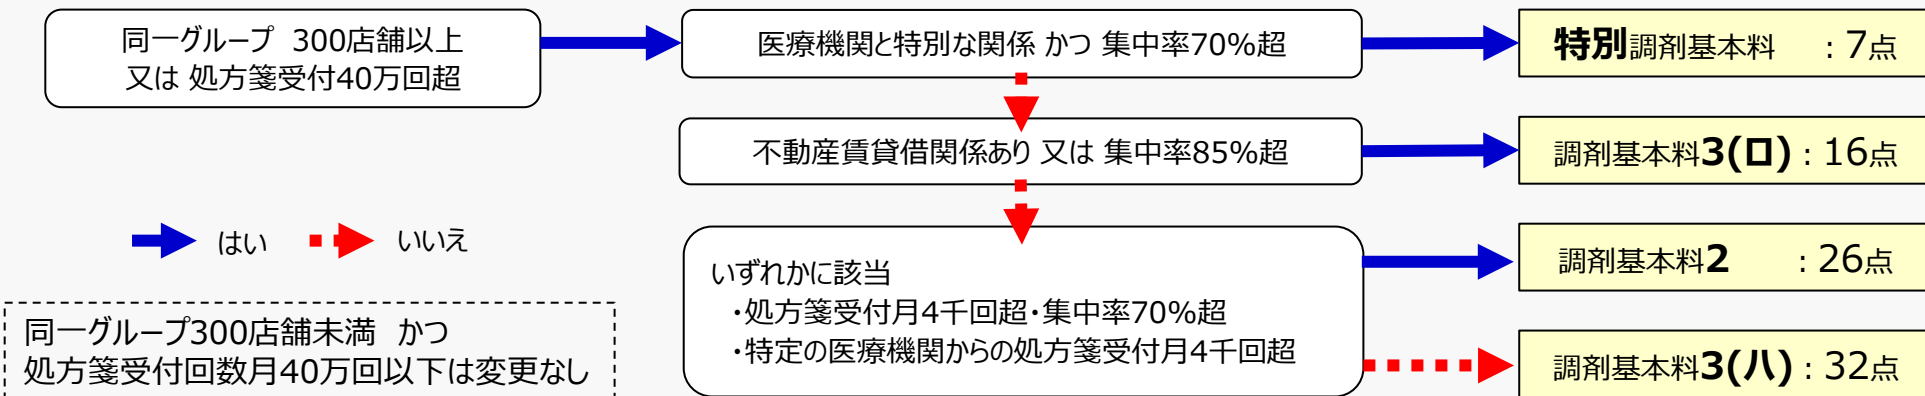 同一グループ 300店舗以上
又は 処方箋受付40万回超
医療機関と特別な関係 かつ 集中率70%超
特別調剤基本料 : 7点
不動産賃貸借関係あり 又は 集中率85%超
調剤基本料3(ロ) : 16点
はい
いいえ
いずれかに該当
・処方箋受付月4千回超・集中率70%超
・特定の医療機関からの処方箋受付月4千回超
調剤基本料2 : 26点
調剤基本料3(ハ) : 32点
同一グループ300店舗未満 かつ
処方箋受付回数月40万回以下は変更なし